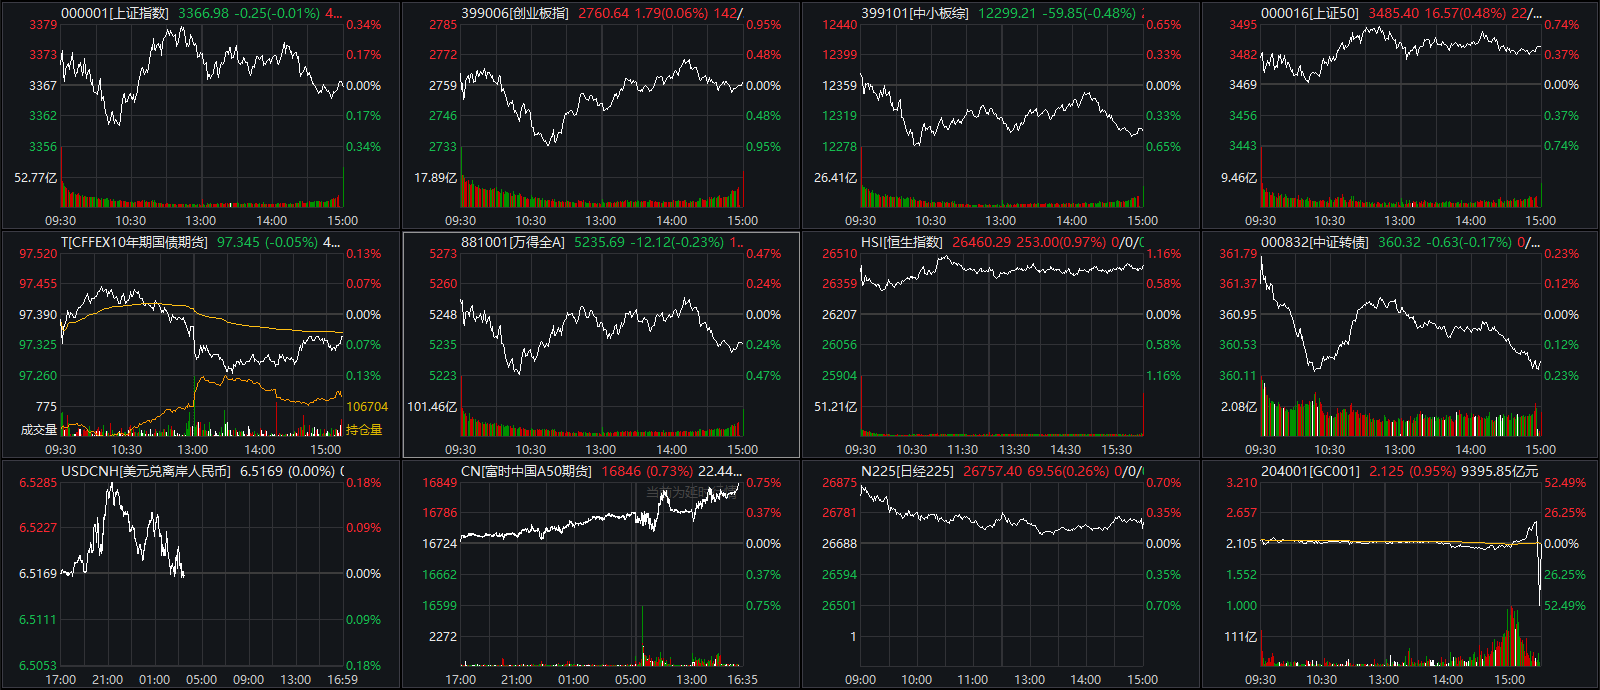 000001[上证指数] 3366.98 -0.25(-0.01%) 4...
3379 0.34%
3373 0.17%
3367 0.00%
3362 0.17%
3356 0.34%
52.77亿
09:30 10:30 13:00 14:00 15:00
399006[创业板指] 2760.64 1.79(0.06%) 142/
2785 0.95%
2772 0.48%
2759 0.00%
2746 0.48%
2733 0.95%
17.89亿
09:30 10:30 13:00 14:00 15:00
399101[中小板综] 12299.21 -59.85(-0.48%)
12440 0.65%
12399 0.33%
12359 0.00%
12319 0.33%
12278 0.65%
26.41亿
09:30 10:30 13:00 14:00 15:00
000016[上证50] 3485.40 16.57(0.48%) 22/...
3495 0.74%
3482 0.37%
3469 0.00%
3456 0.37%
3443 0.74%
9.46亿
09:30 10:30 13:00 14:00 15:00
T[CFFEX10年期国债期货] 97.345 (-0.05%) 4...
97.520 0.13%
97.455 0.07%
97.390 0.00%
97.325 0.07%
97.260 0.13%
775 106704
成交量 持仓量
09:30 10:30 13:00 14:00 15:00
881001[万得全A] 5235.69 -12.12(-0.23%) 1...
5273 0.47%
5260 0.24%
5248 0.00%
5235 0.24%
5223 0.47%
101.46亿
09:30 10:30 13:00 14:00 15:00
HSI[恒生指数] 26460.29 253.00(0.97%) 0/0/
26510 1.16%
26359 0.58%
26207 0.00%
26056 0.58%
25904 1.16%
51.21亿
09:30 10:30 11:30 13:30 14:30 15:30
000832[中证转债] 360.32 -0.63(-0.17%) 0/...
361.79 0.23%
361.37 0.12%
360.95 0.00%
360.53 0.12%
360.11 0.23%
2.08亿
09:30 10:30 13:00 14:00 15:00
USDCNH[美元兑离岸人民币] 6.5169 (0.00%)
6.5285 0.18%
6.5227 0.09%
6.5169 0.00%
6.5111 0.09%
6.5053 0.18%
17:00 21:00 01:00 05:00 09:00 13:00 16:59
CN[富时中国A50期货] 16846 (0.73%) 22.44...
16849 0.75%
16786 0.37%
16724 0.00%
16662 0.37%
16599 0.75%
2272
17:00 21:00 01:00 05:00 13:00 16:35
N225[日经225] 26757.40 69.56(0.26%) 0/0/
26875 0.70%
26781 0.35%
26688 0.00%
26594 0.35%
26501 0.70%
1
09:00 10:00 11:00 13:00 14:00 15:00
204001[GC001] 2.125 (0.95%) 9395.85亿元
3.210 52.49%
2.657 26.25%
2.105 0.00%
1.552 26.25%
1.000 52.49%
111亿
09:30 10:30 13:00 14:00 15:00